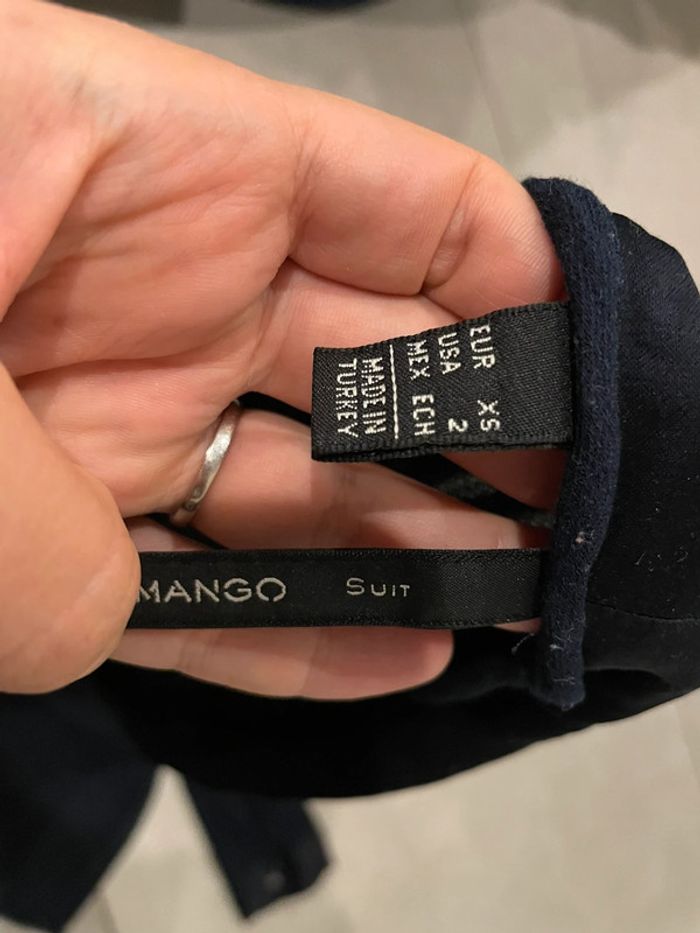 EUR XS
USA 2
MEX ECH
MADE IN
TURKEY
MANGO SUIT